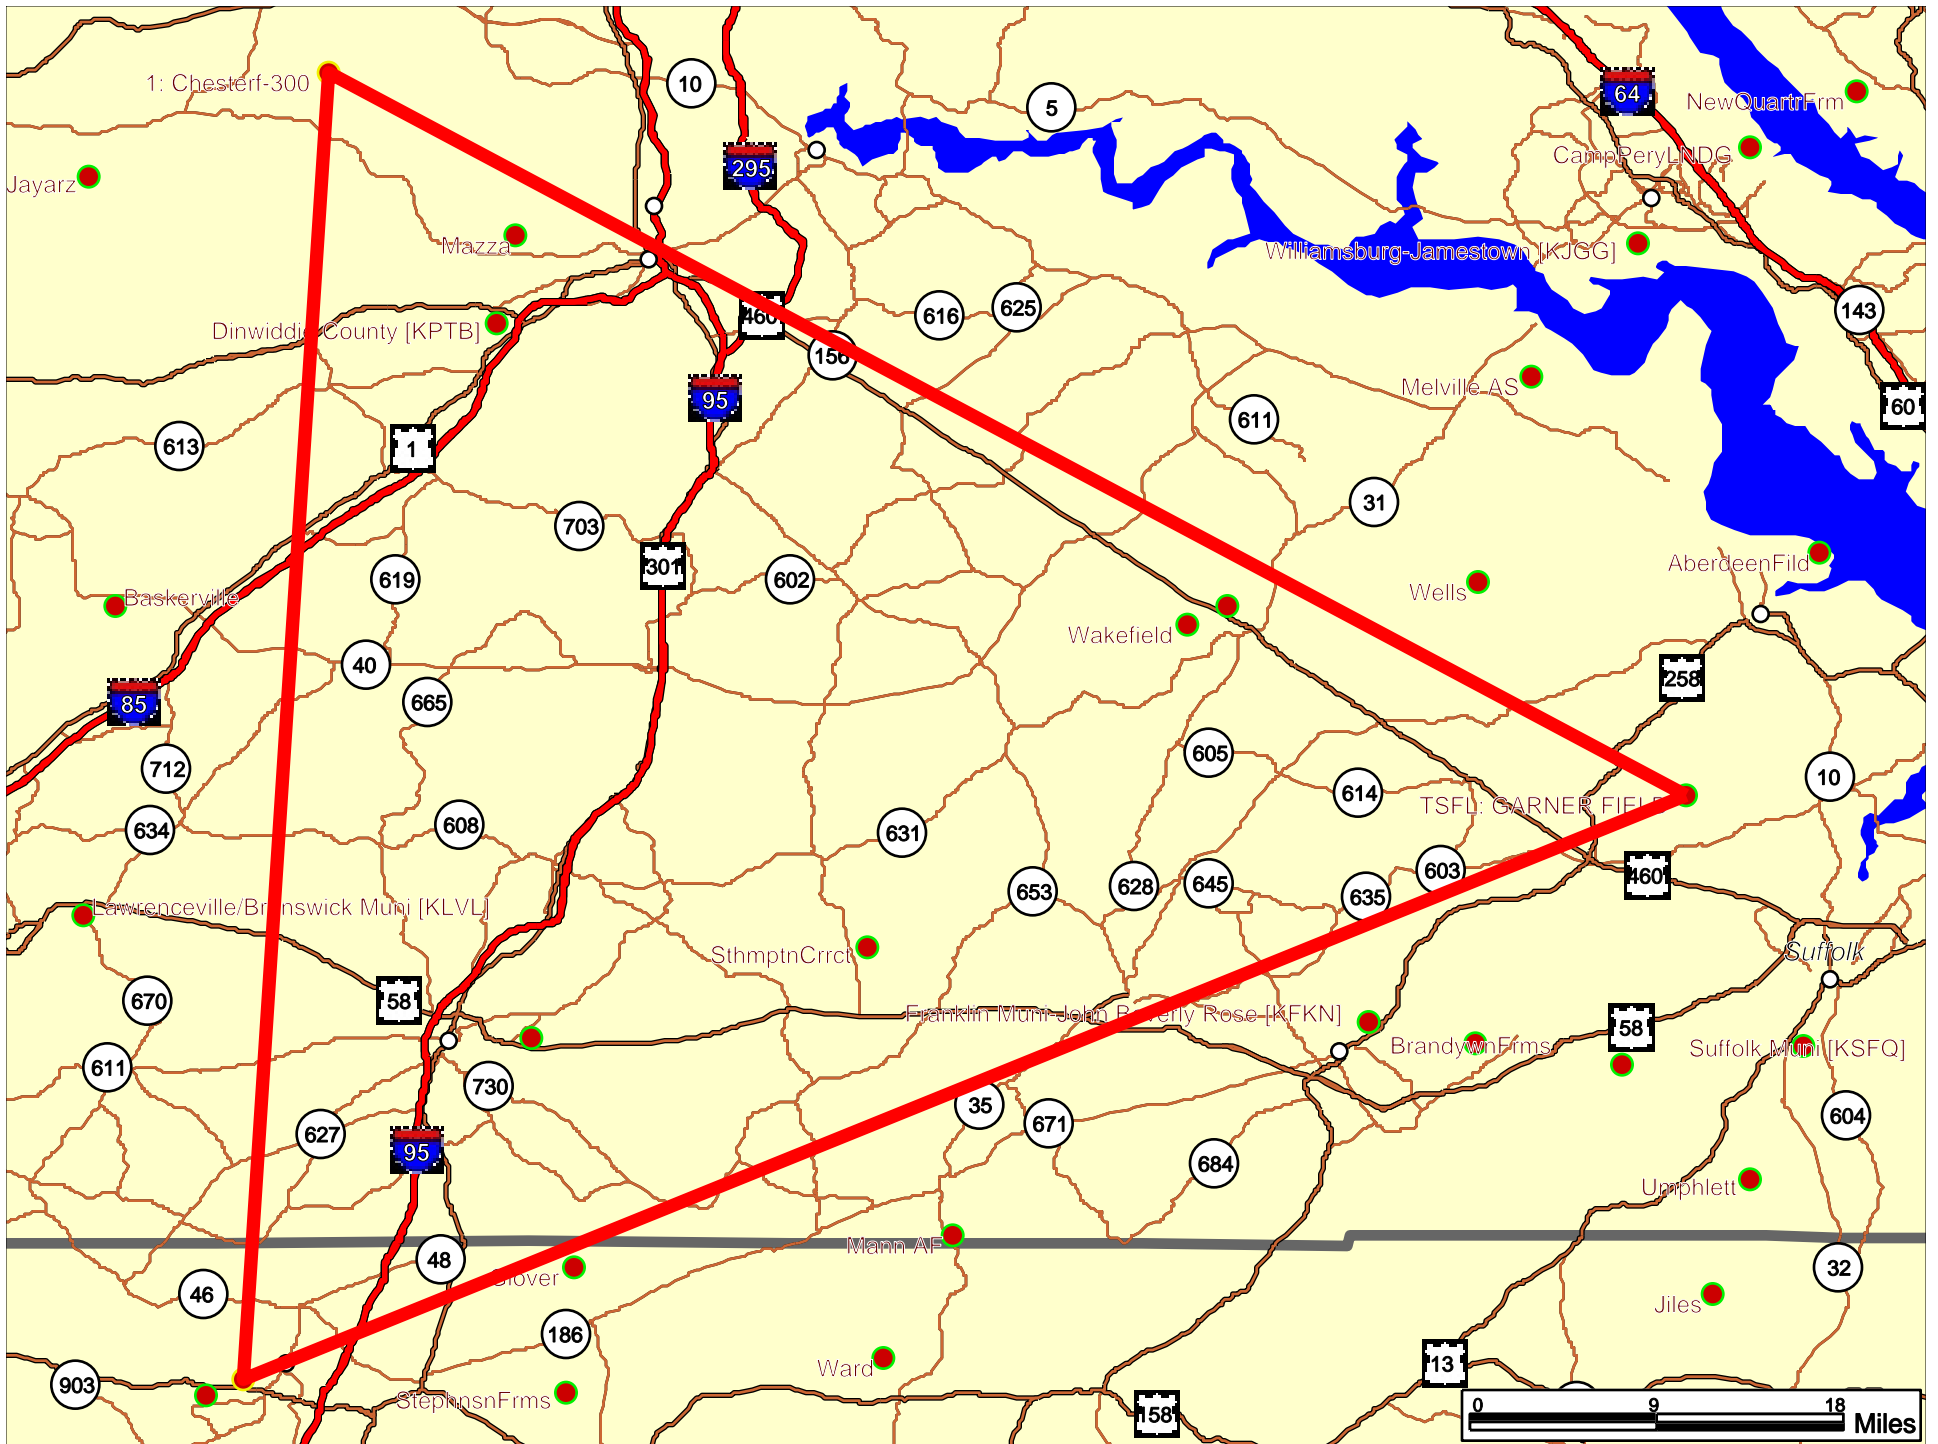 10
5
64
1: Chesterf-300
NewQuartrFrm
295
CampPeryLNDG
Jayarz
Mazza
Williamsburg-Jamestown [KJGG]
460
616
625
143
Dinwiddie County [KPTB]
156
Melville AS
95
60
611
613
1
31
703
301
619
602
AberdeenFild
Baskerville
Wells
Wakefield
40
258
665
85
605
712
10
614
TSFL: GARNER FIELD
634
608
631
603
460
628
645
653
635
Lawrenceville/Brunswick Muni [KLVL]
SthmptnCrrct
Suffolk
670
58
Franklin Muni-John Beverly Rose [KFKN]
58
BrandywnFrms
Suffolk Muni [KSFQ]
611
730
35
604
671
627
95
684
Umphlett
Mann AF
48
32
Glover
46
Jiles
186
Ward
13
903
StephnsnFrms
158
0 9 18
Miles